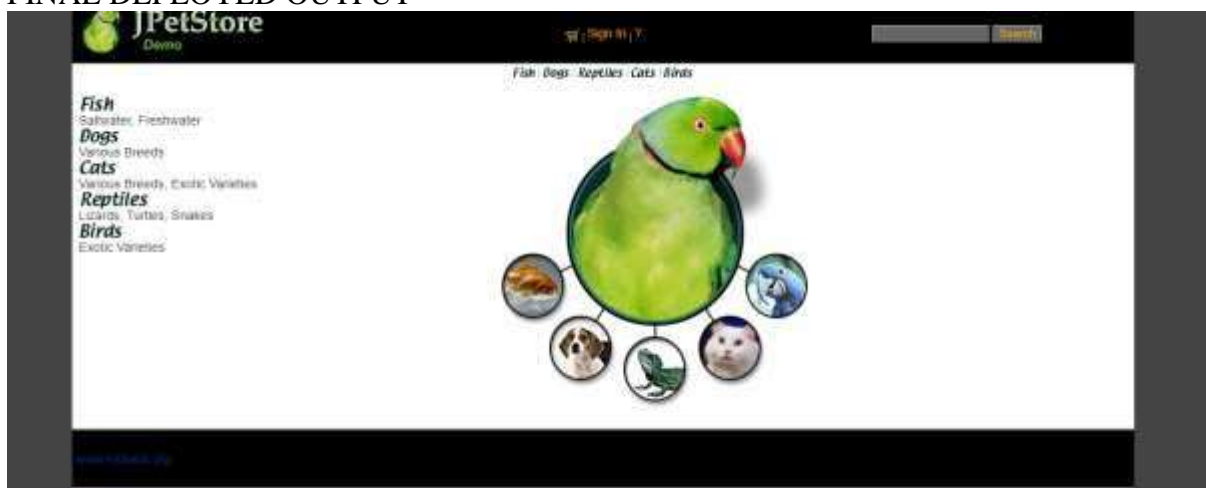 FINAL DEPLOYED OUTPUT
JPetStore
Demo
Sign In | ?
Search
Fish Dogs Reptiles Cats Birds
Fish
Saltwater, Freshwater
Dogs
Various Breeds
Cats
Various Breeds, Exotic Varieties
Reptiles
Lizards, Turtles, Snakes
Birds
Exotic Varieties